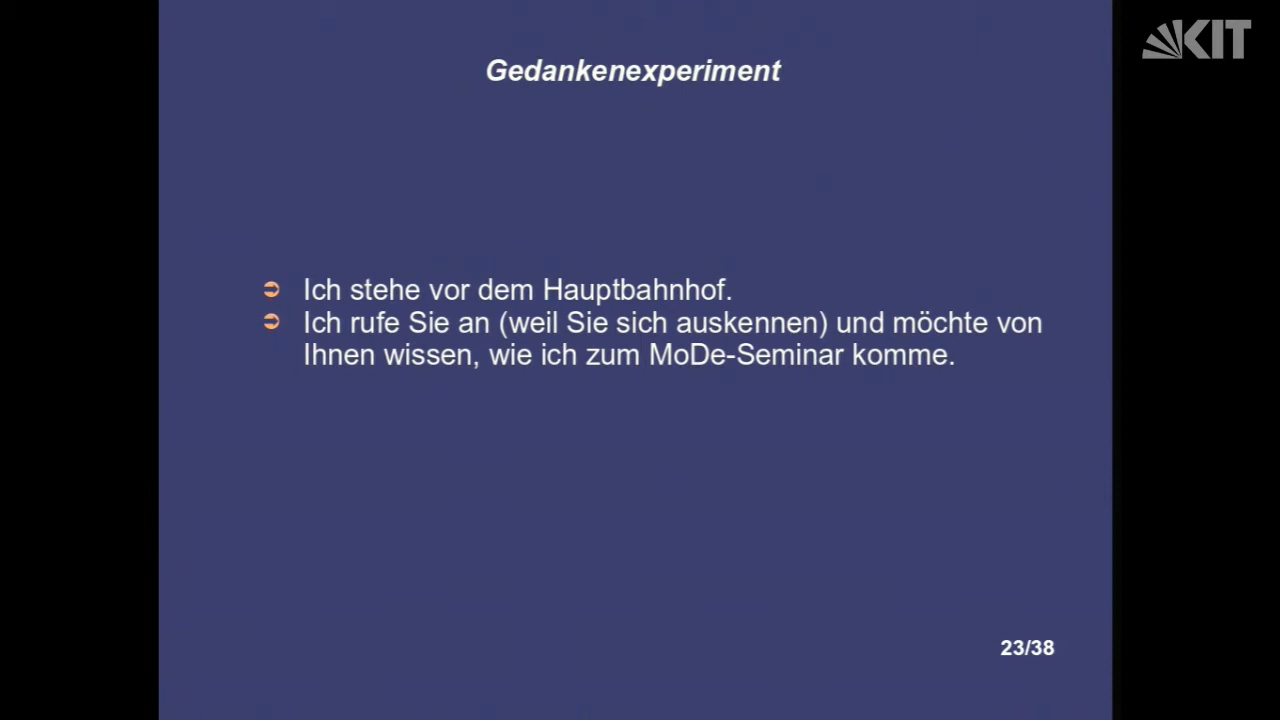 KIT
Gedankenexperiment
Ich stehe vor dem Hauptbahnhof.
Ich rufe Sie an (weil Sie sich auskennen) und möchte von
Ihnen wissen, wie ich zum MoDe-Seminar komme.
23/38